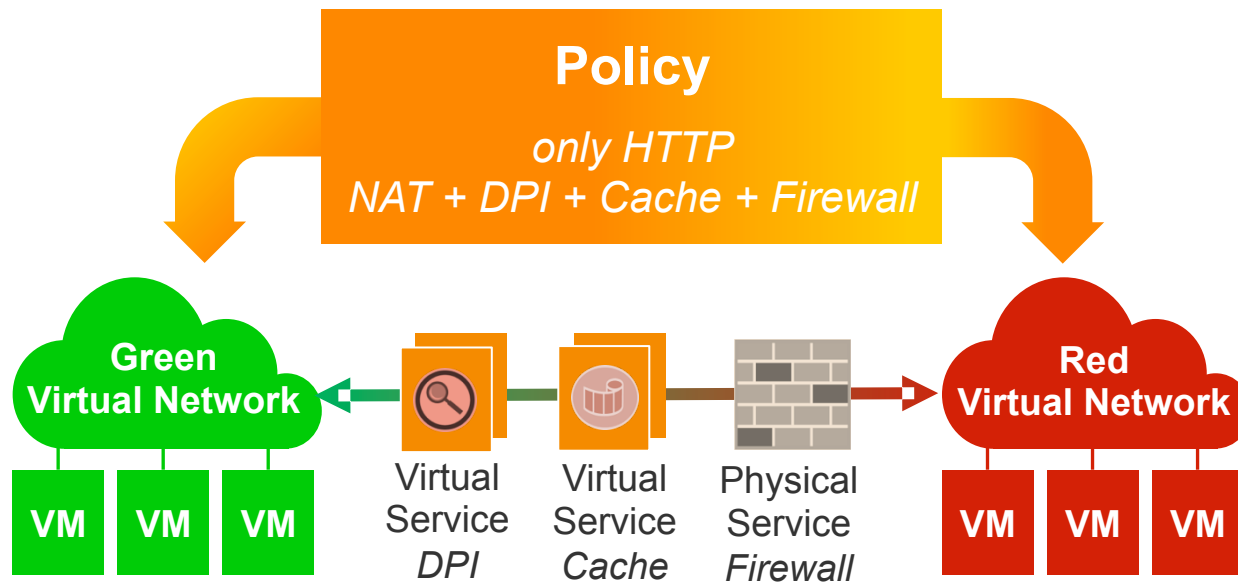 Policy
only HTTP
NAT + DPI + Cache + Firewall
Green
Virtual Network
Red
Virtual Network
Virtual
Service
DPI
Virtual
Service
Cache
Physical
Service
Firewall
VM
VM
VM
VM
VM
VM